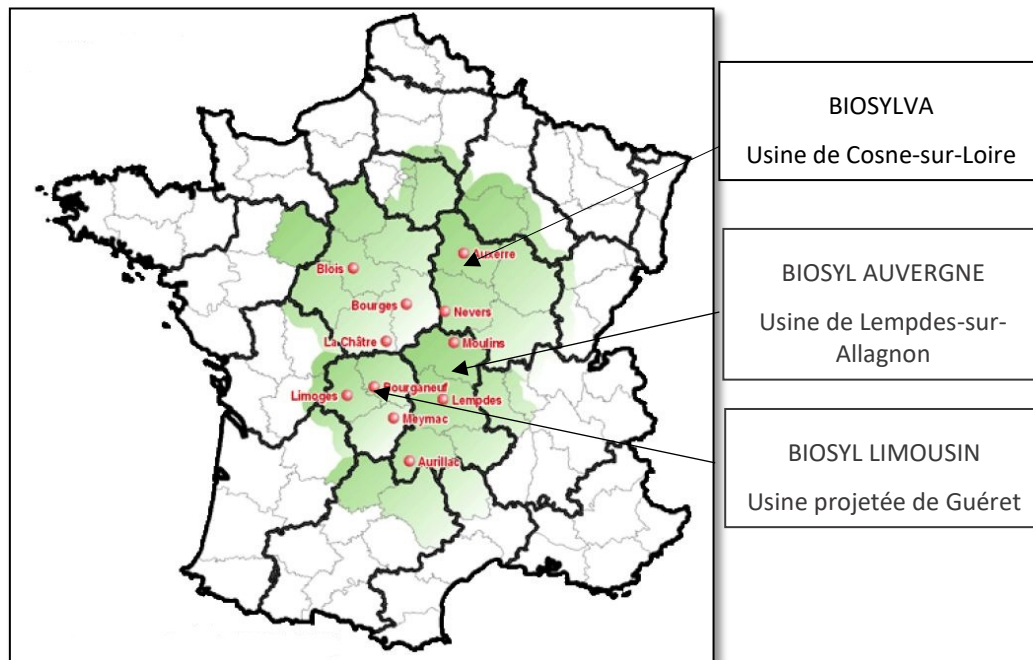 BIOSYLVA
Usine de Cosne-sur-Loire
Auxerre
Blois
BIOSYL AUVERGNE
Usine de Lempdes-sur-
Allagnon
Bourges
Nevers
La Châtre
Moulins
Bourganeuf
Limoges
Lempdes
Meymac
BIOSYL LIMOUSIN
Usine projetée de Guéret
Aurillac